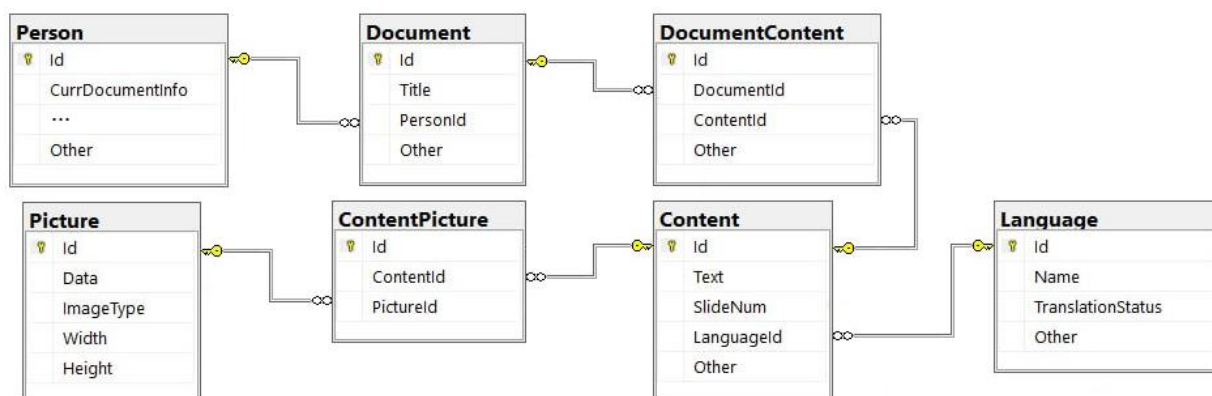 Person
Id
CurrDocumentInfo
...
Other
Document
Id
Title
PersonId
Other
DocumentContent
Id
DocumentId
ContentId
Other
Picture
Id
Data
ImageType
Width
Height
ContentPicture
Id
ContentId
PictureId
Content
Id
Text
SlideNum
LanguageId
Other
Language
Id
Name
TranslationStatus
Other